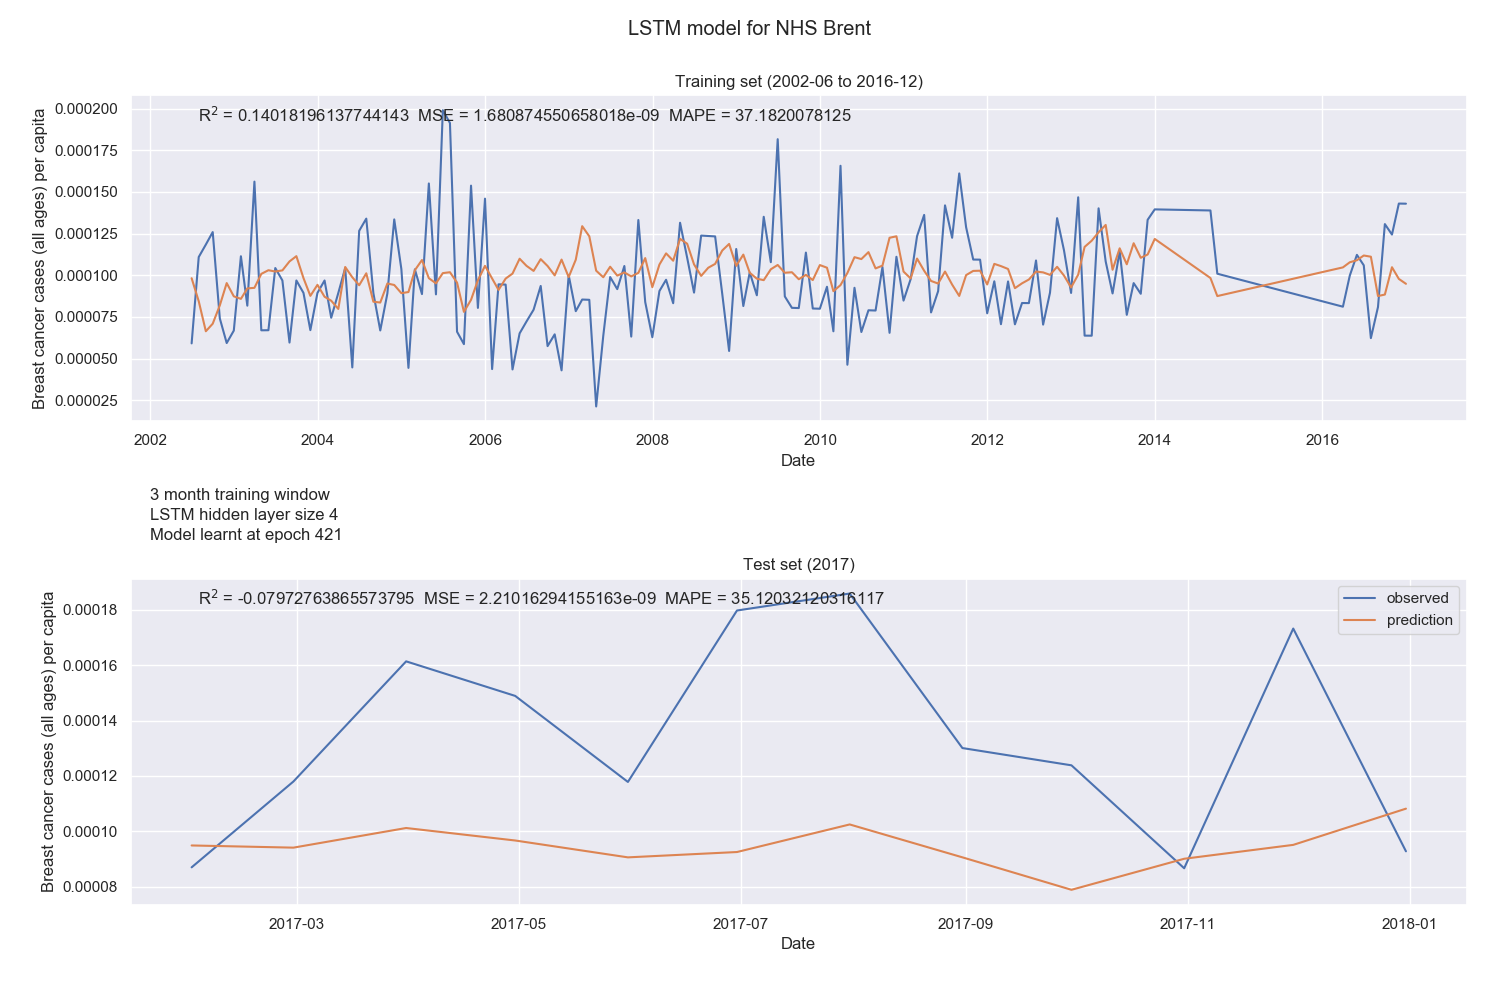 LSTM model for NHS Brent
Training set (2002-06 to 2016-12)
R² = 0.14018196137744143 MSE = 1.680874550658018e-09 MAPE = 37.1820078125
Breast cancer cases (all ages) per capita
0.000200
0.000175
0.000150
0.000125
0.000100
0.000075
0.000050
0.000025
2002 2004 2006 2008 2010 2012 2014 2016
Date
3 month training window
LSTM hidden layer size 4
Model learnt at epoch 421
Test set (2017)
R² = -0.07972763865573795 MSE = 2.21016294155163e-09 MAPE = 35.12032120316117
observed
prediction
Breast cancer cases (all ages) per capita
0.00018
0.00016
0.00014
0.00012
0.00010
0.00008
2017-03 2017-05 2017-07 2017-09 2017-11 2018-01
Date